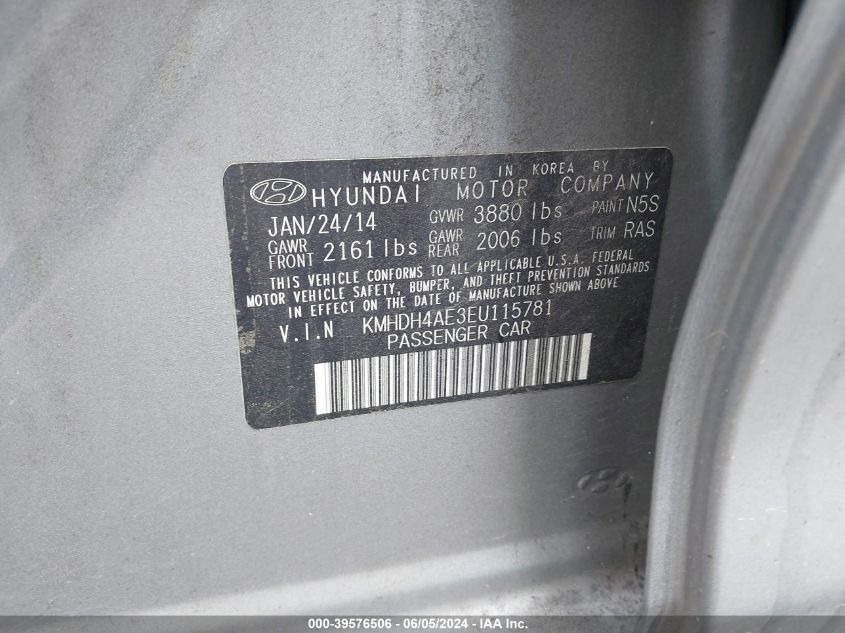 MANUFACTURED IN KOREA BY
HYUNDAI MOTOR COMPANY
JAN/24/14 GVWR 3880 lbs PAINT N5S
GAWR FRONT 2161 lbs GAWR REAR 2006 lbs TRIM RAS
THIS VEHICLE CONFORMS TO ALL APPLICABLE U.S.A. FEDERAL
MOTOR VEHICLE SAFETY, BUMPER, AND THEFT PREVENTION STANDARDS
IN EFFECT ON THE DATE OF MANUFACTURE SHOWN ABOVE
V.I.N KMHDH4AE3EU115781
PASSENGER CAR
000-39576506 - 06/05/2024 - IAA Inc.